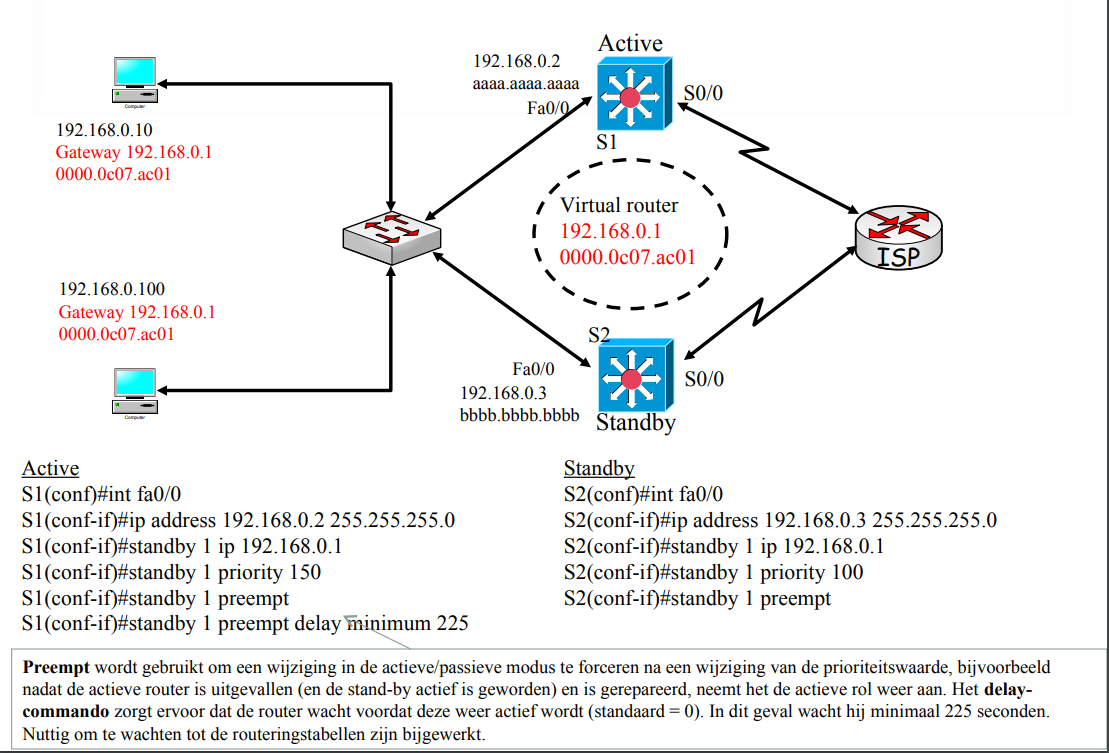 Active
192.168.0.2
aaaa.aaaa.aaaa
Fa0/0
S0/0
S1
Computer
192.168.0.10
Gateway 192.168.0.1
0000.0c07.ac01
Virtual router
192.168.0.1
0000.0c07.ac01
ISP
192.168.0.100
Gateway 192.168.0.1
0000.0c07.ac01
Computer
S2
Fa0/0
192.168.0.3
bbbb.bbbb.bbbb
S0/0
Standby
Active
S1(conf)#int fa0/0
S1(conf-if)#ip address 192.168.0.2 255.255.255.0
S1(conf-if)#standby 1 ip 192.168.0.1
S1(conf-if)#standby 1 priority 150
S1(conf-if)#standby 1 preempt
S1(conf-if)#standby 1 preempt delay minimum 225
Standby
S2(conf)#int fa0/0
S2(conf-if)#ip address 192.168.0.3 255.255.255.0
S2(conf-if)#standby 1 ip 192.168.0.1
S2(conf-if)#standby 1 priority 100
S2(conf-if)#standby 1 preempt
Preempt wordt gebruikt om een wijziging in de actieve/passieve modus te forceren na een wijziging van de prioriteitswaarde, bijvoorbeeld
nadat de actieve router is uitgevallen (en de stand-by actief is geworden) en is gerepareerd, neemt het de actieve rol weer aan. Het delay-
commando zorgt ervoor dat de router wacht voordat deze weer actief wordt (standaard = 0). In dit geval wacht hij minimaal 225 seconden.
Nuttig om te wachten tot de routeringstabellen zijn bijgewerkt.